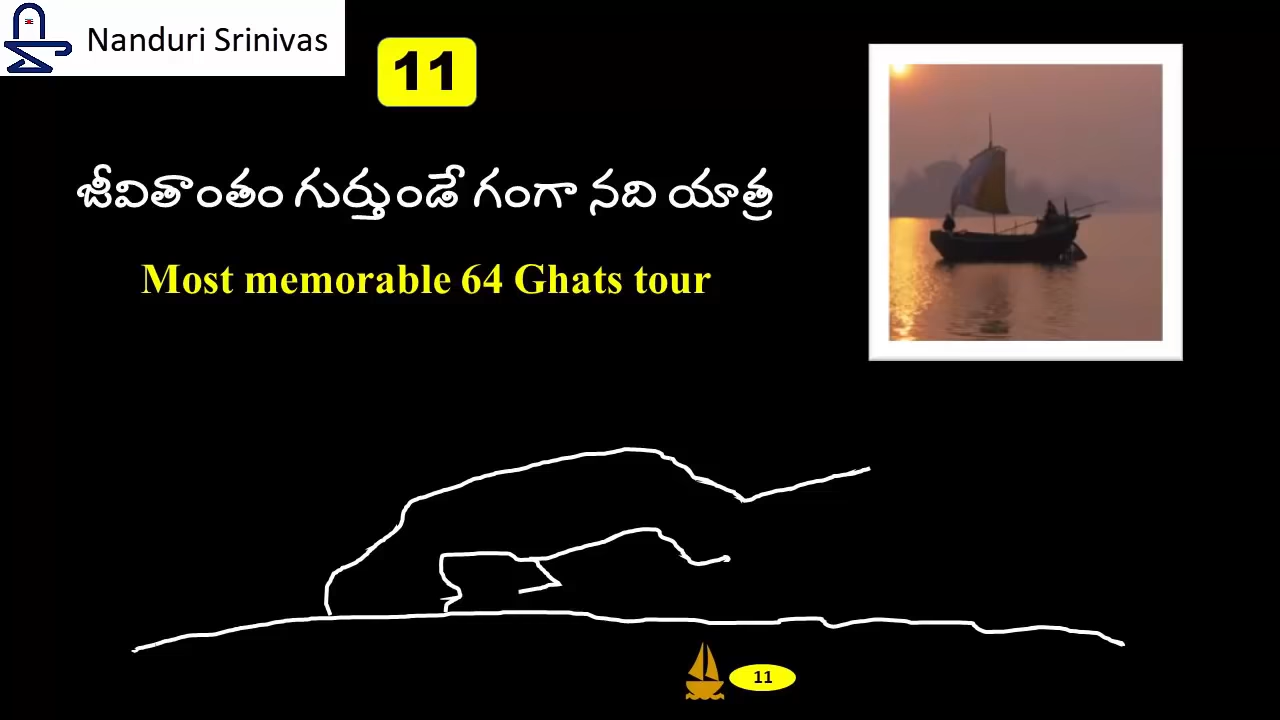 Nanduri Srinivas
11
జీవితాంతం గుర్తుండే గంగా నది యాత్ర
Most memorable 64 Ghats tour
11